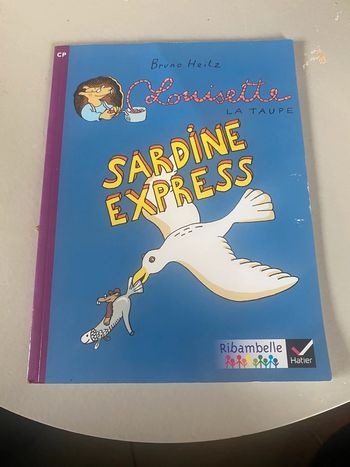 CP
Bruno Heitz
Louisette
LA TAUPE
SARDINE
EXPRESS
Ribambelle
Hatier